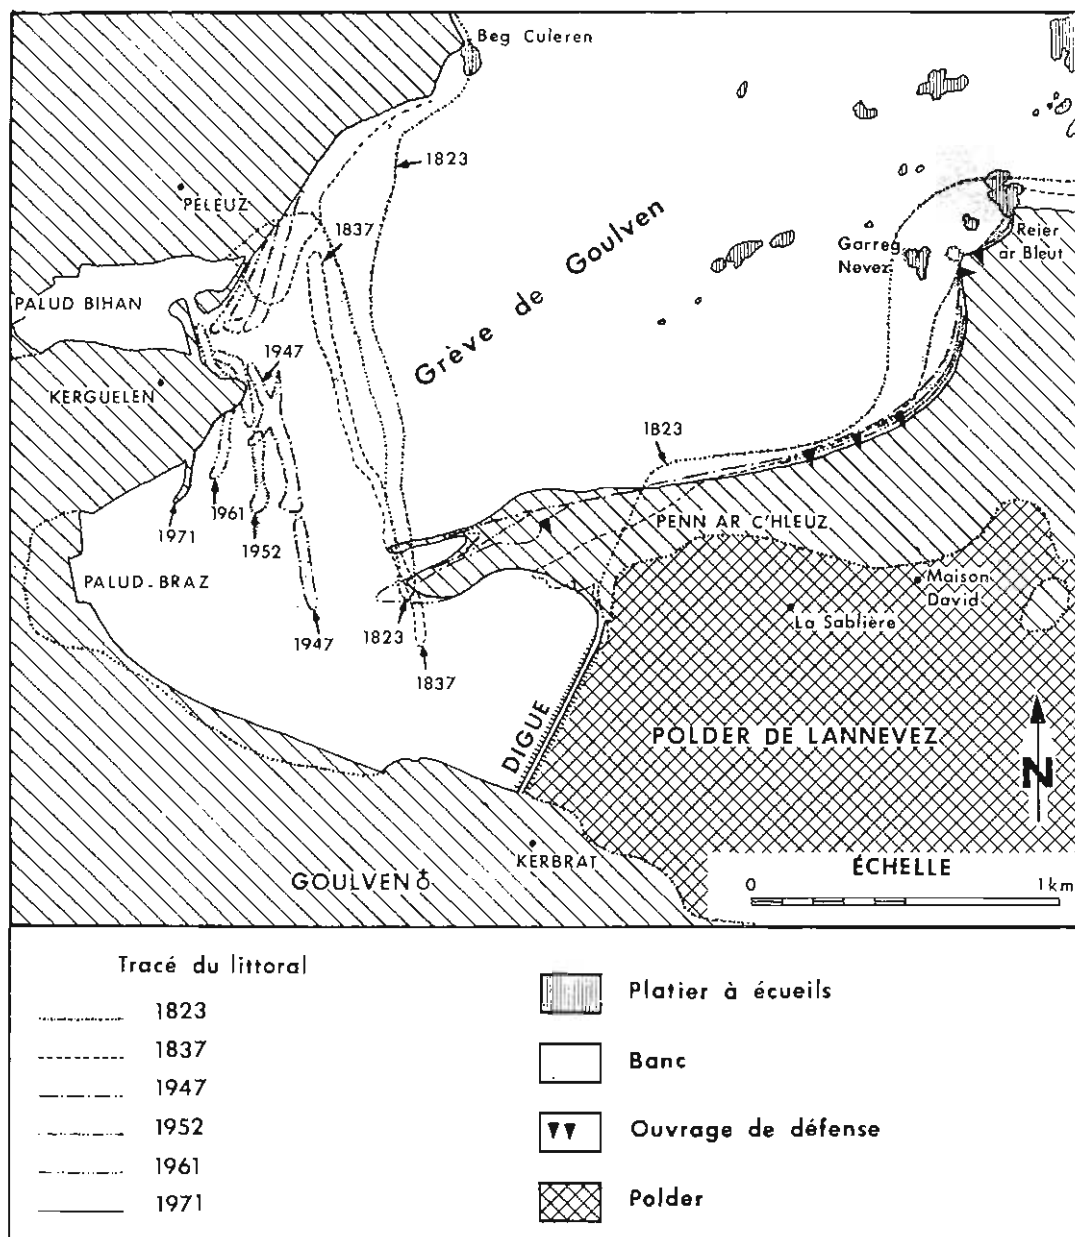 Beg Culeren
1823
PELEUZ
1837
Grève de Goulven
Garreg
Nevez
Reier
ar Bleut
PALUD BIHAN
1947
KERGUELEN
1823
1971
1961
1952
PENN AR C'HLEUZ
PALUD-BRAZ
Maison
David
La Sablière
1947
1823
1837
DIGUE
POLDER DE LANNEVEZ
N
KERBRAT
GOULVEN
ÉCHELLE
0 1 km
Tracé du littoral
1823
1837
1947
1952
1961
1971
Platier à écueils
Banc
Ouvrage de défense
Polder